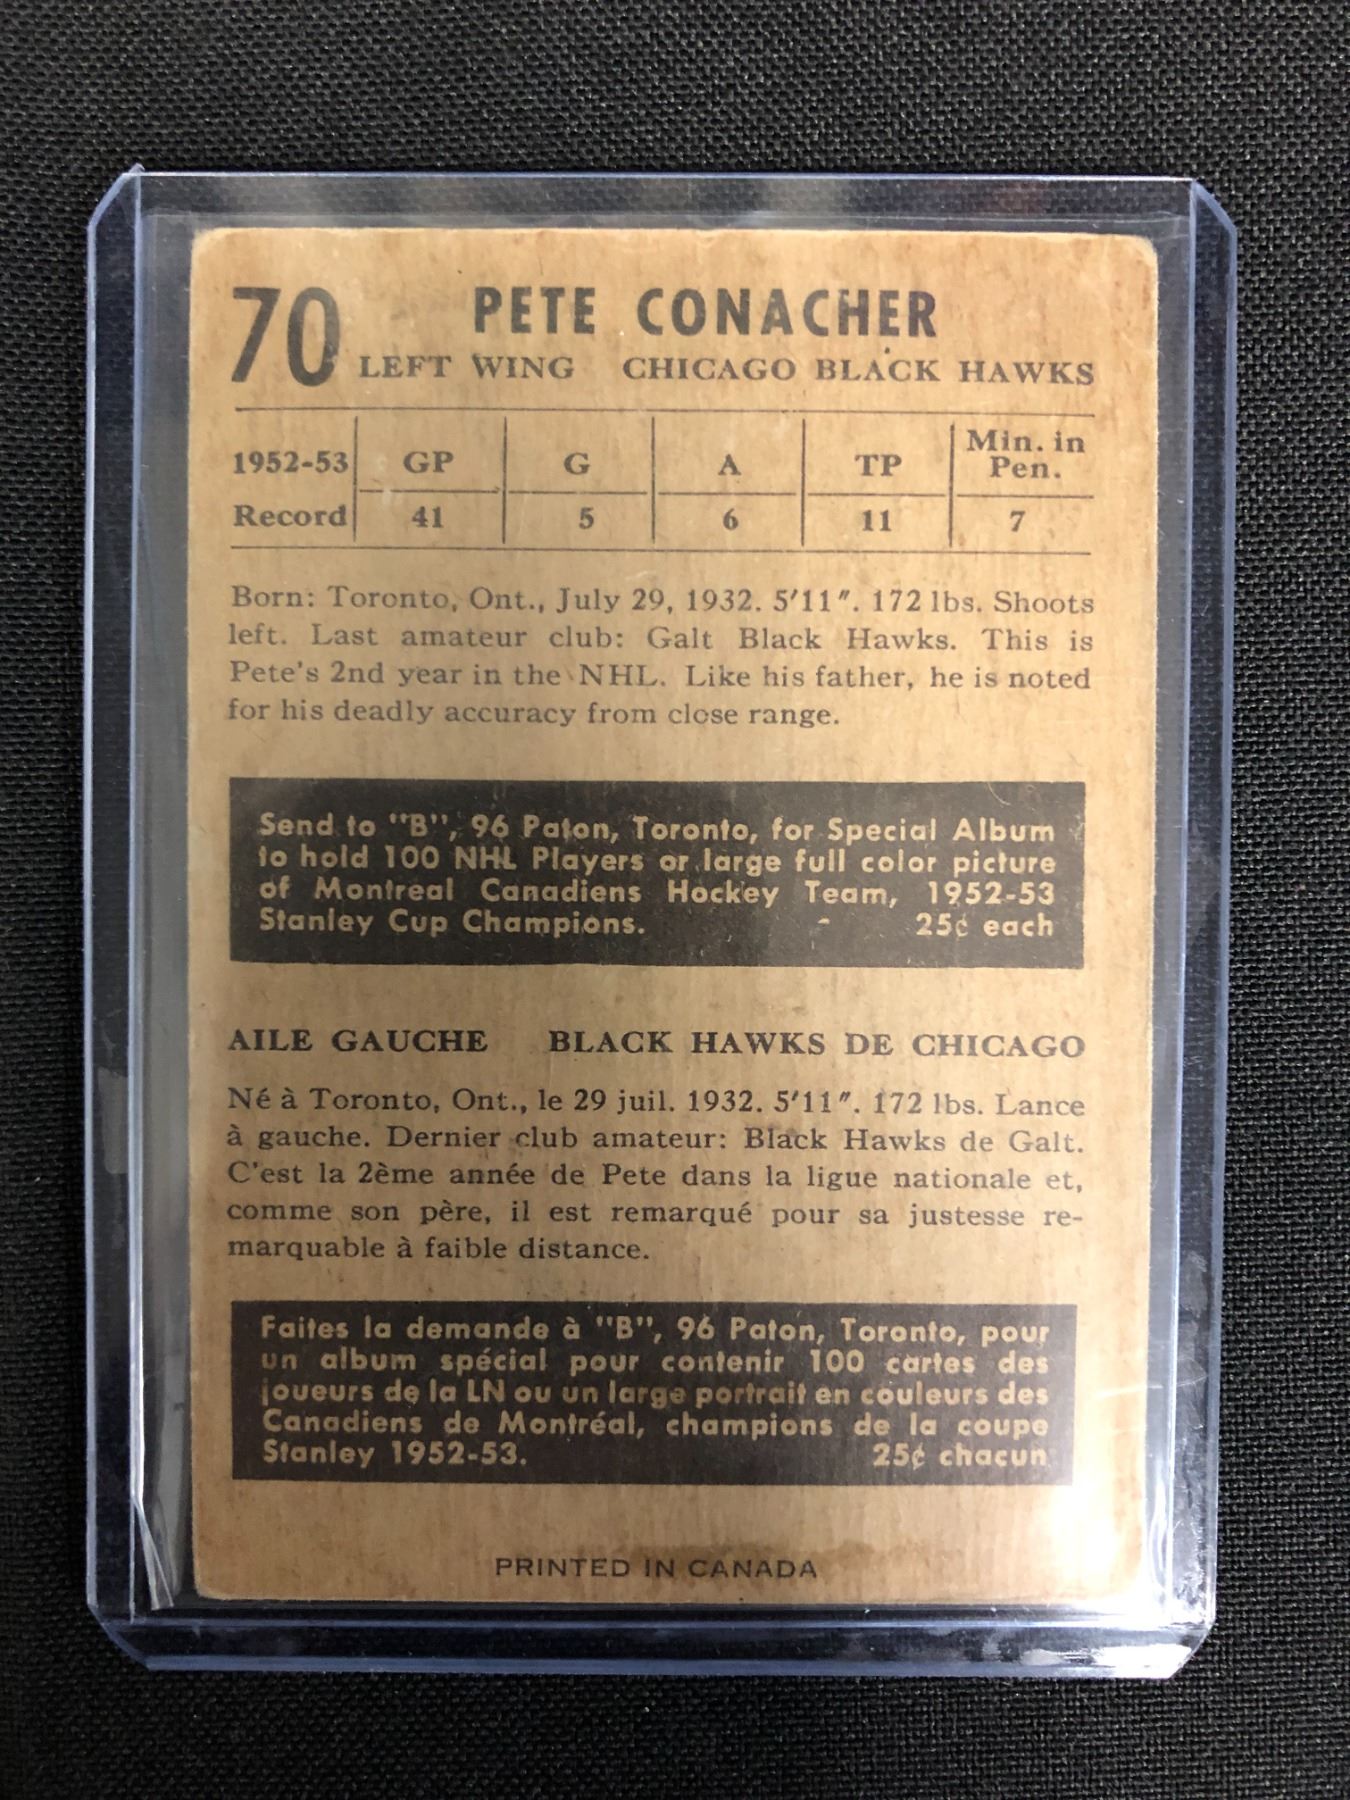 70 PETE CONACHER
LEFT WING CHICAGO BLACK HAWKS
1952-53 GP G A TP Min. in Pen.
Record 41 5 6 11 7
Born: Toronto, Ont., July 29, 1932. 5'11". 172 lbs. Shoots
left. Last amateur club: Galt Black Hawks. This is
Pete's 2nd year in the NHL. Like his father, he is noted
for his deadly accuracy from close range.
Send to "B", 96 Paton, Toronto, for Special Album
to hold 100 NHL Players or large full color picture
of Montreal Canadiens Hockey Team, 1952-53
Stanley Cup Champions. 25¢ each
AILE GAUCHE BLACK HAWKS DE CHICAGO
Né à Toronto, Ont., le 29 juil. 1932. 5'11". 172 lbs. Lance
à gauche. Dernier club amateur: Black Hawks de Galt.
C'est la 2ème année de Pete dans la ligue nationale et,
comme son père, il est remarqué pour sa justesse re-
marquable à faible distance.
Faites la demande à "B", 96 Paton, Toronto, pour
un album spécial pour contenir 100 cartes des
joueurs de la LN ou un large portrait en couleurs des
Canadiens de Montréal, champions de la coupe
Stanley 1952-53. 25¢ chacun
PRINTED IN CANADA